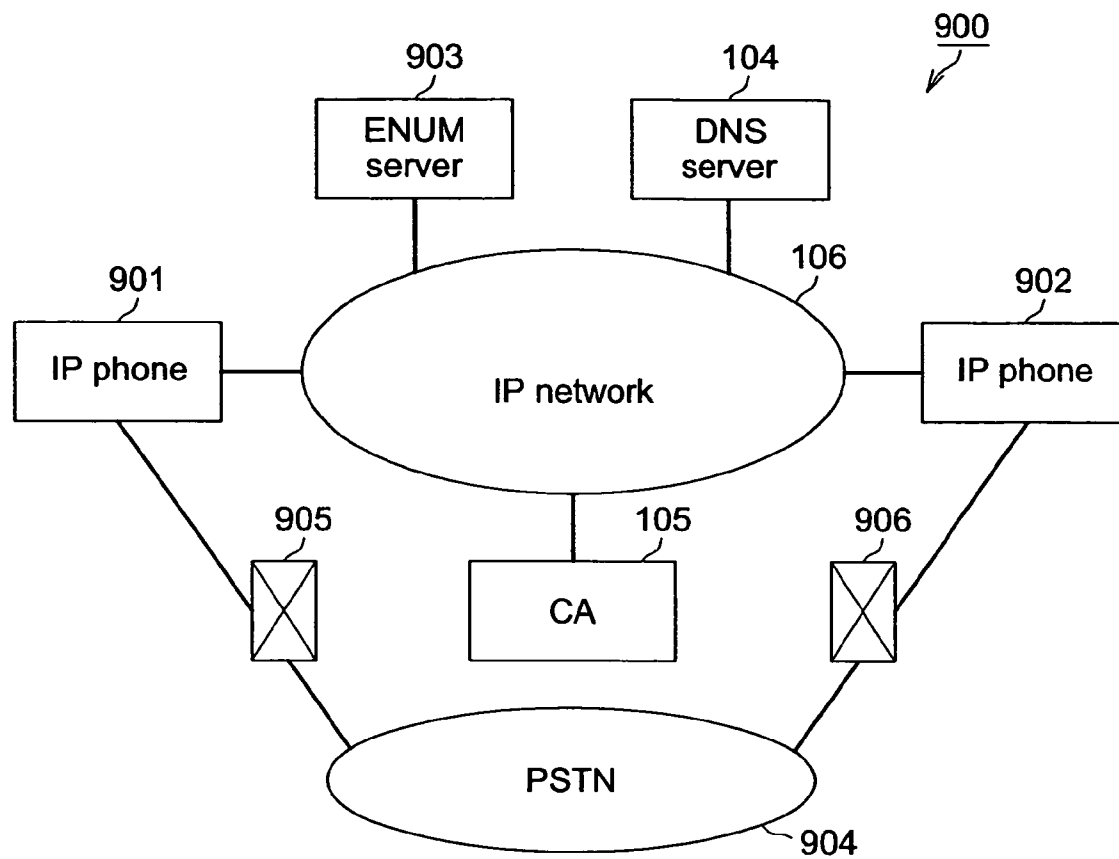 900
903
104
ENUM
server
DNS
server
106
901
902
IP phone
IP network
IP phone
905
105
906
CA
PSTN
904